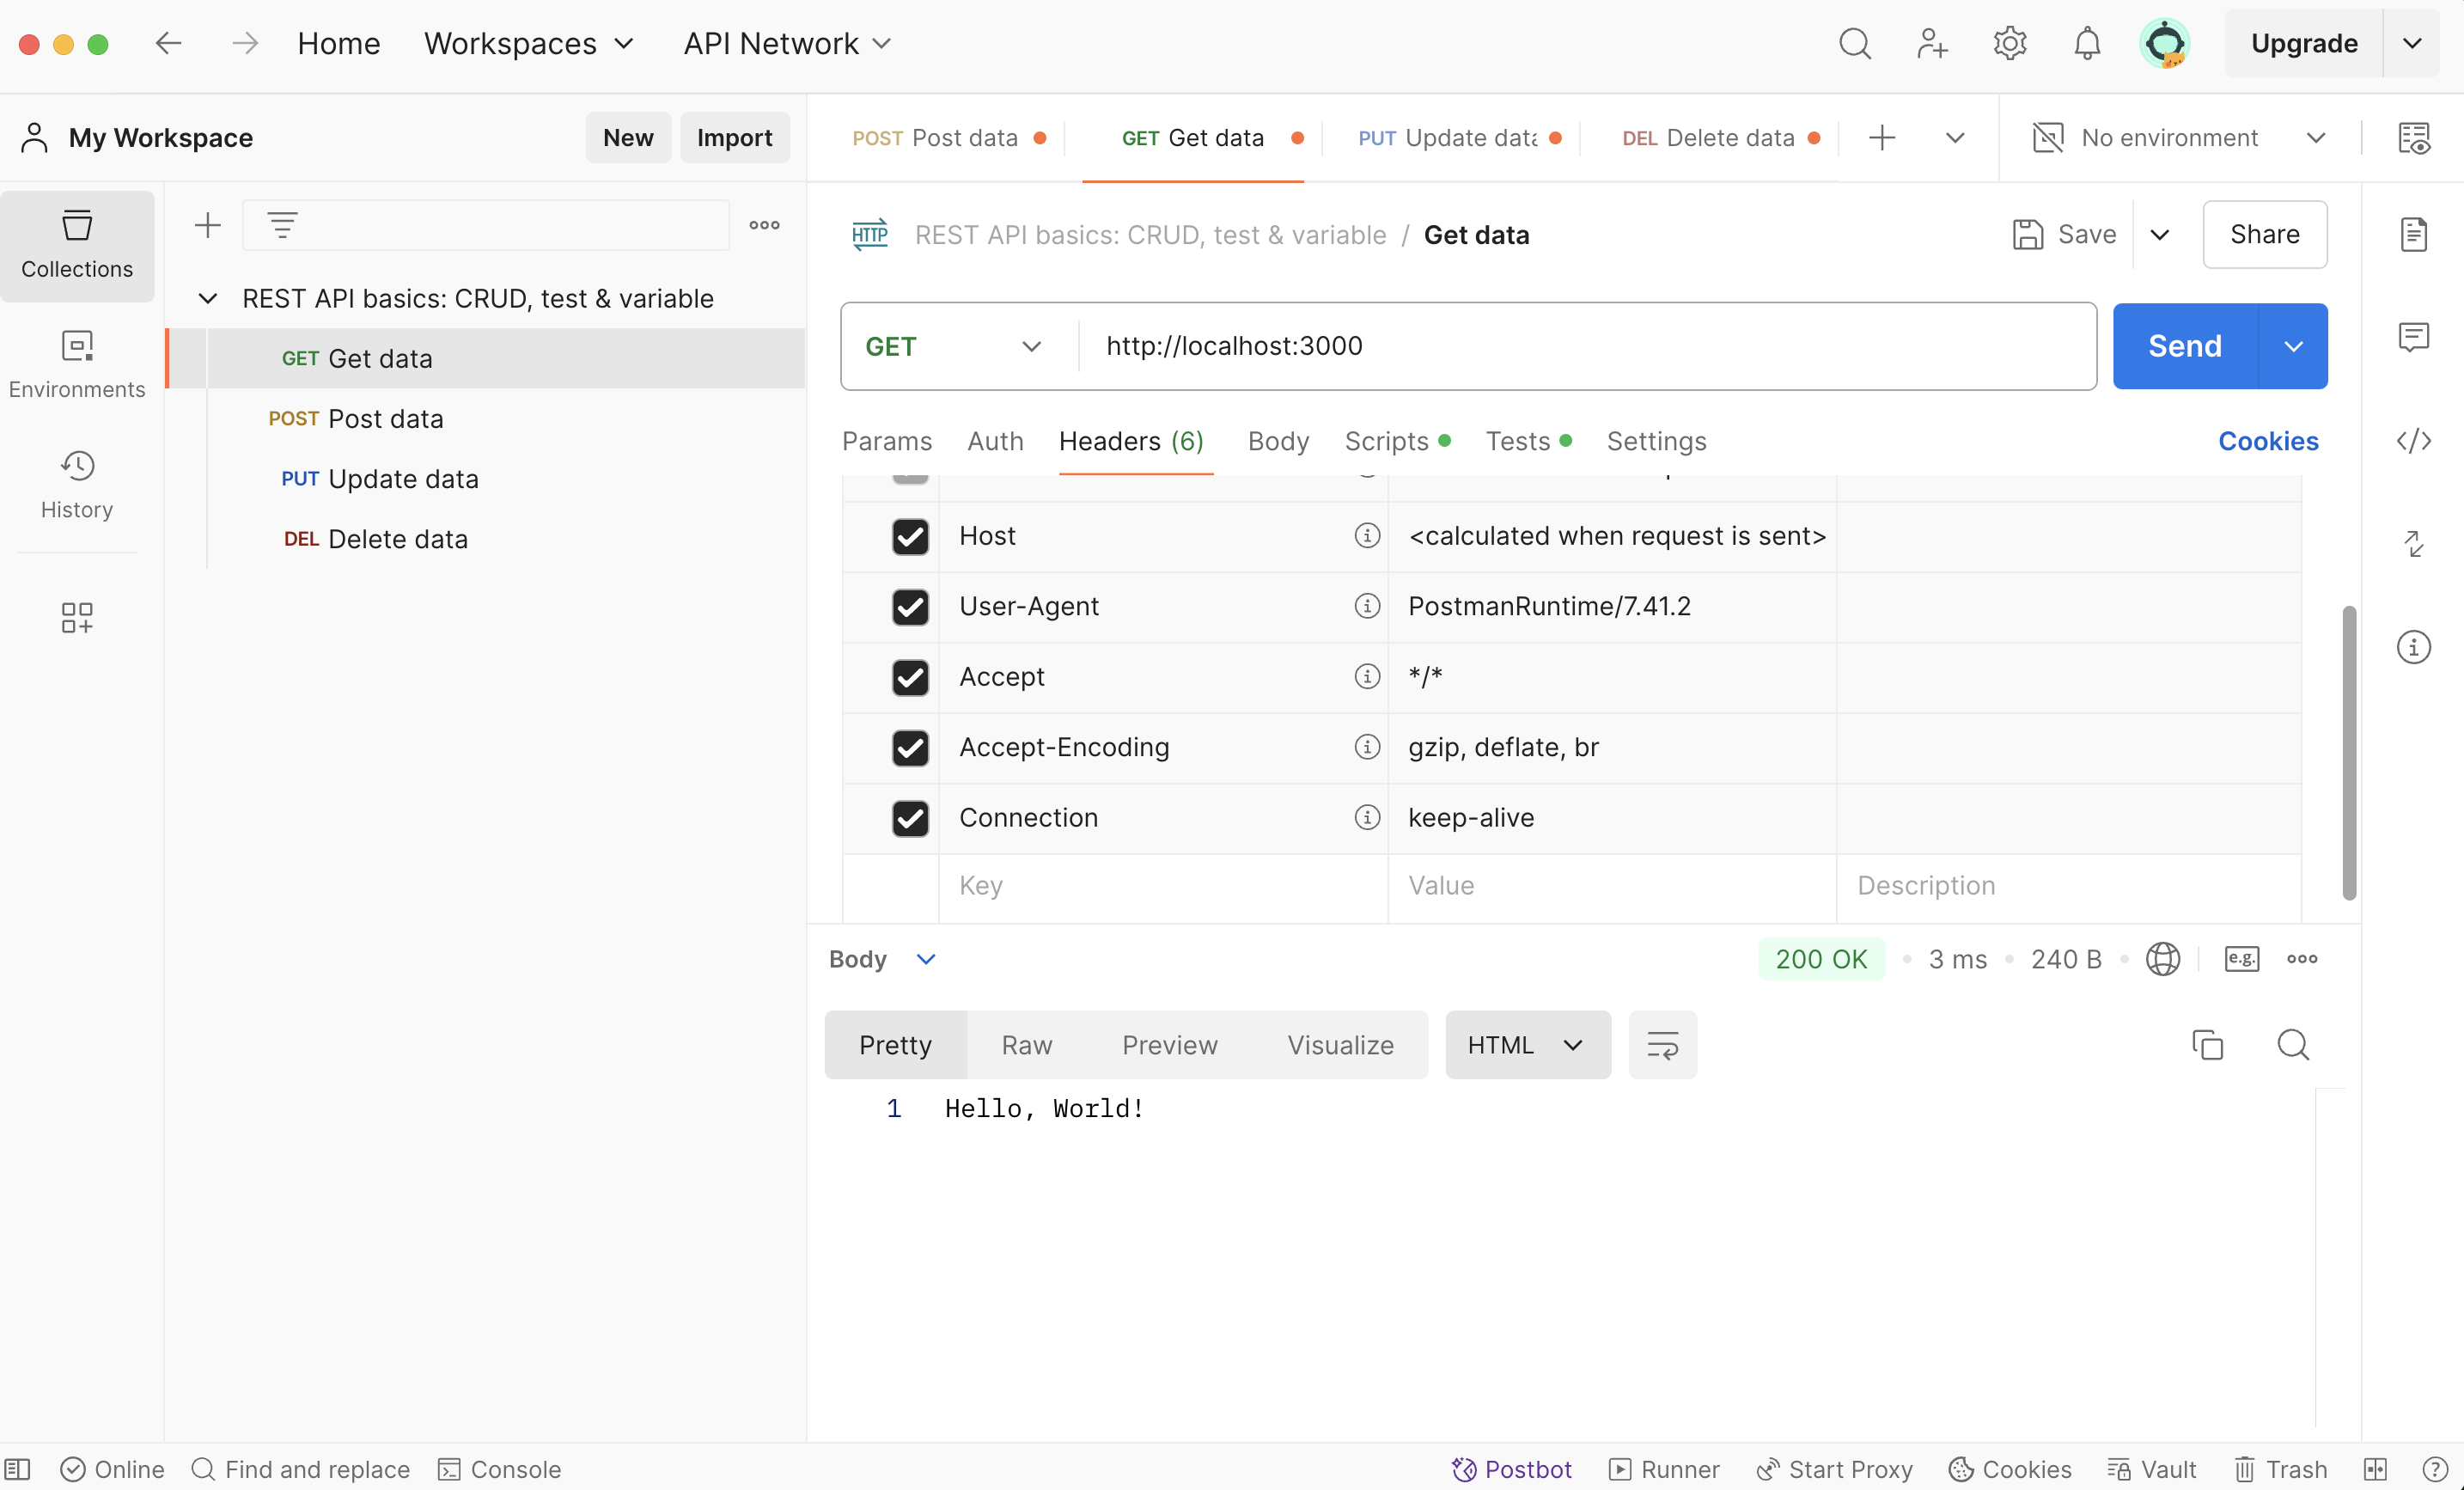 Home Workspaces API Network Upgrade
My Workspace New Import
POST Post data GET Get data PUT Update data DEL Delete data No environment
Collections
Environments
History
REST API basics: CRUD, test & variable
GET Get data
POST Post data
PUT Update data
DEL Delete data
HTTP REST API basics: CRUD, test & variable / Get data Save Share
GET http://localhost:3000 Send
Params Auth Headers (6) Body Scripts Tests Settings Cookies
Host <calculated when request is sent>
User-Agent PostmanRuntime/7.41.2
Accept */*
Accept-Encoding gzip, deflate, br
Connection keep-alive
Key Value Description
Body 200 OK 3 ms 240 B e.g.
Pretty Raw Preview Visualize HTML
1 Hello, World!
Online Find and replace Console Postbot Runner Start Proxy Cookies Vault Trash